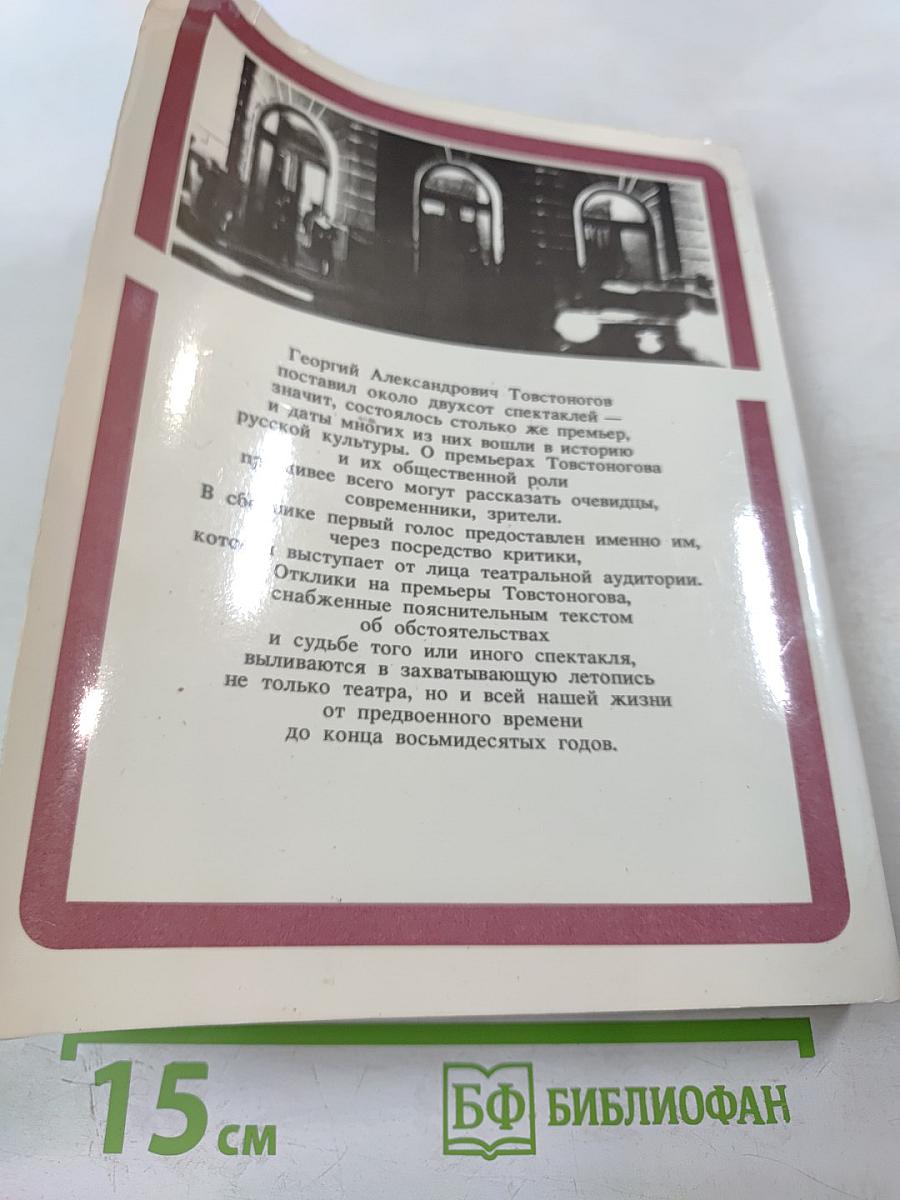 Георгий Александрович Товстоногов
поставил около двухсот спектаклей —
значит, состоялось столько же премьер,
и даты многих из них вошли в историю
русской культуры. О премьерах Товстоногова
и их общественной роли
всего могут рассказать очевидцы,
современники, зрители.
В сборнике первый голос предоставлен именно им,
через посредство критики,
которая выступает от лица театральной аудитории.
Отклики на премьеры Товстоногова,
снабженные пояснительным текстом
об обстоятельствах
и судьбе того или иного спектакля,
выливаются в захватывающую летопись
не только театра, но и всей нашей жизни
от предвоенного времени
до конца восьмидесятых годов.
15 см
БФ БИБЛИОФАН